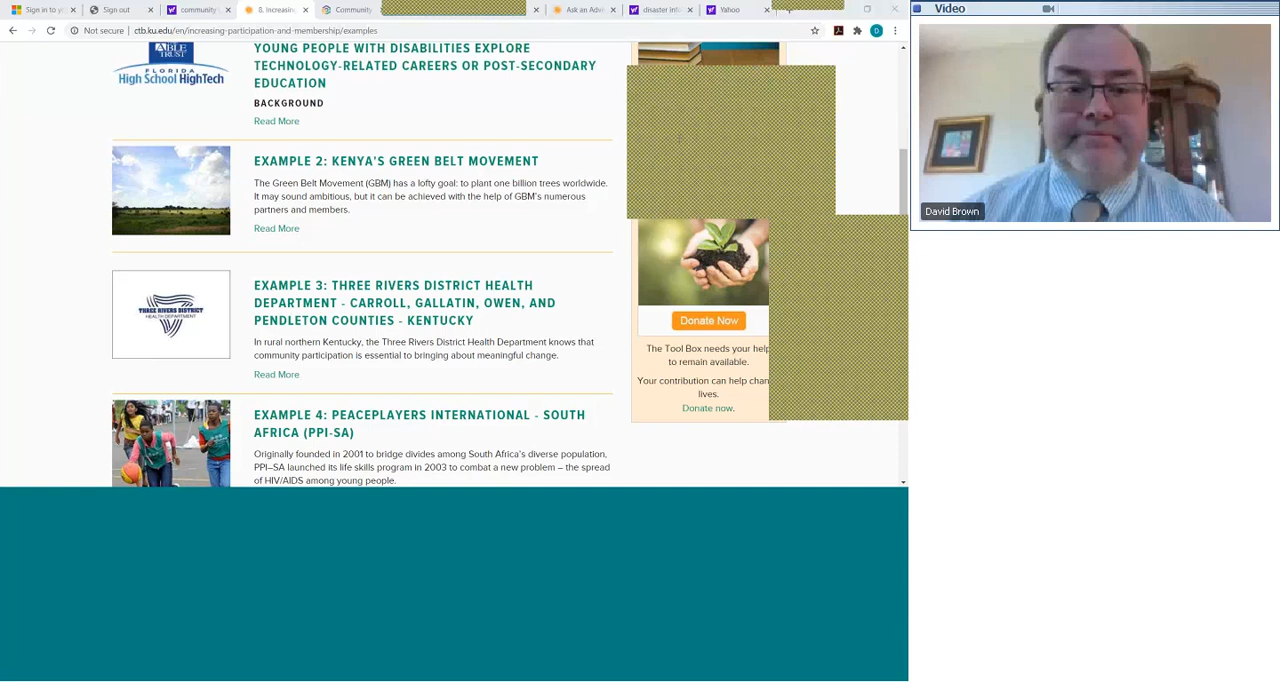 Sign in to yo
Sign out
community
8. Increasin
Community
Ask an Advi
disaster info
Yahoo
Not secure | ctb.ku.edu/en/increasing-participation-and-membership/examples
D
ABLE
TRUST
FLORIDA
High School HighTech
YOUNG PEOPLE WITH DISABILITIES EXPLORE
TECHNOLOGY-RELATED CAREERS OR POST-SECONDARY
EDUCATION
BACKGROUND
Read More
EXAMPLE 2: KENYA'S GREEN BELT MOVEMENT
The Green Belt Movement (GBM) has a lofty goal: to plant one billion trees worldwide.
It may sound ambitious, but it can be achieved with the help of GBM's numerous
partners and members.
Read More
THREE RIVERS DISTRICT
HEALTH DEPARTMENT
EXAMPLE 3: THREE RIVERS DISTRICT HEALTH
DEPARTMENT - CARROLL, GALLATIN, OWEN, AND
PENDLETON COUNTIES - KENTUCKY
In rural northern Kentucky, the Three Rivers District Health Department knows that
community participation is essential to bringing about meaningful change.
Read More
EXAMPLE 4: PEACEPLAYERS INTERNATIONAL - SOUTH
AFRICA (PPI-SA)
Originally founded in 2001 to bridge divides among South Africa's diverse population,
PPI–SA launched its life skills program in 2003 to combat a new problem – the spread
of HIV/AIDS among young people.
Donate Now
The Tool Box needs your help
to remain available.
Your contribution can help chan
lives.
Donate now.
Video
David Brown